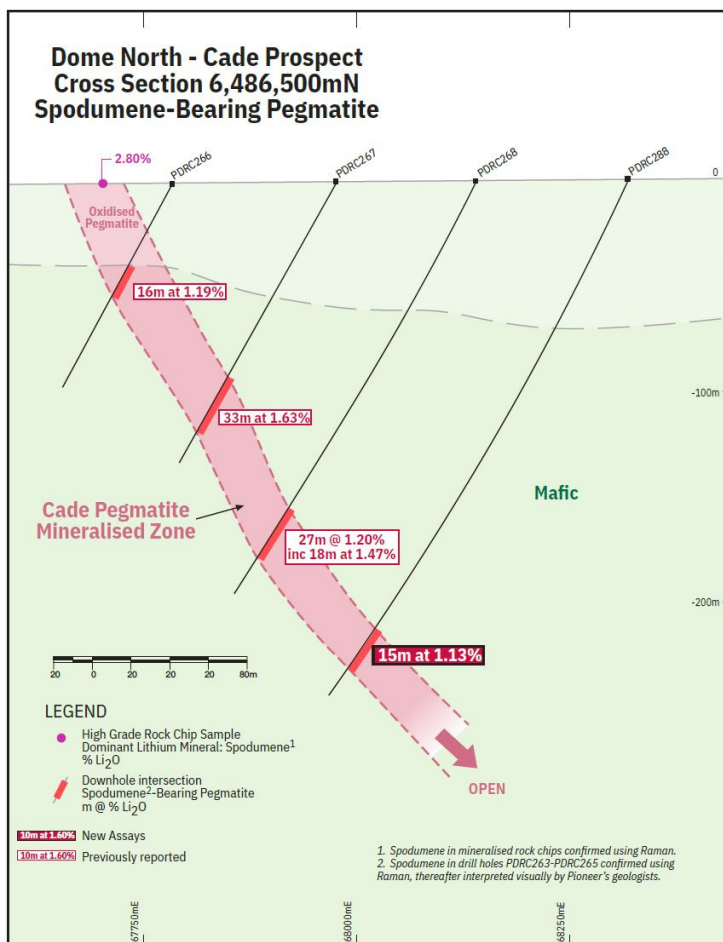 Dome North - Cade Prospect
Cross Section 6,486,500mN
Spodumene-Bearing Pegmatite
2.80%
PDRC266
PDRC267
PDRC268
PDRC288
0
Oxidised
Pegmatite
16m at 1.19%
-100m
33m at 1.63%
Mafic
Cade Pegmatite
Mineralised Zone
27m @ 1.20%
inc 18m at 1.47%
-200m
15m at 1.13%
20 0 20 20 80m
LEGEND
High Grade Rock Chip Sample
Dominant Lithium Mineral: Spodumene1
% Li2O
Downhole intersection
Spodumene2-Bearing Pegmatite
m @ % Li2O
OPEN
10m at 1.60% New Assays
10m at 1.60% Previously reported
1. Spodumene in mineralised rock chips confirmed using Raman.
2. Spodumene in drill holes PDRC263-PDRC265 confirmed using
Raman, thereafter interpreted visually by Pioneer's geologists.
67750mE
68000mE
68250mE